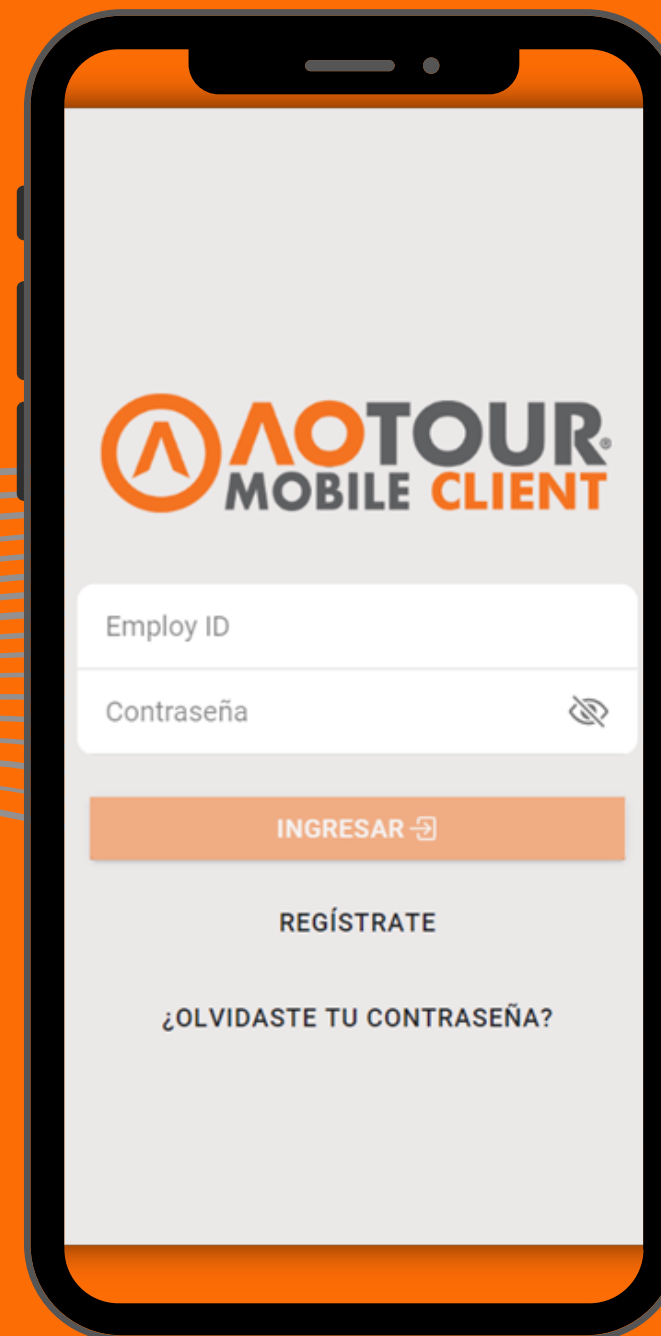 AOTOUR®
MOBILE CLIENT
Employ ID
Contraseña
INGRESAR
REGÍSTRATE
¿OLVIDASTE TU CONTRASEÑA?